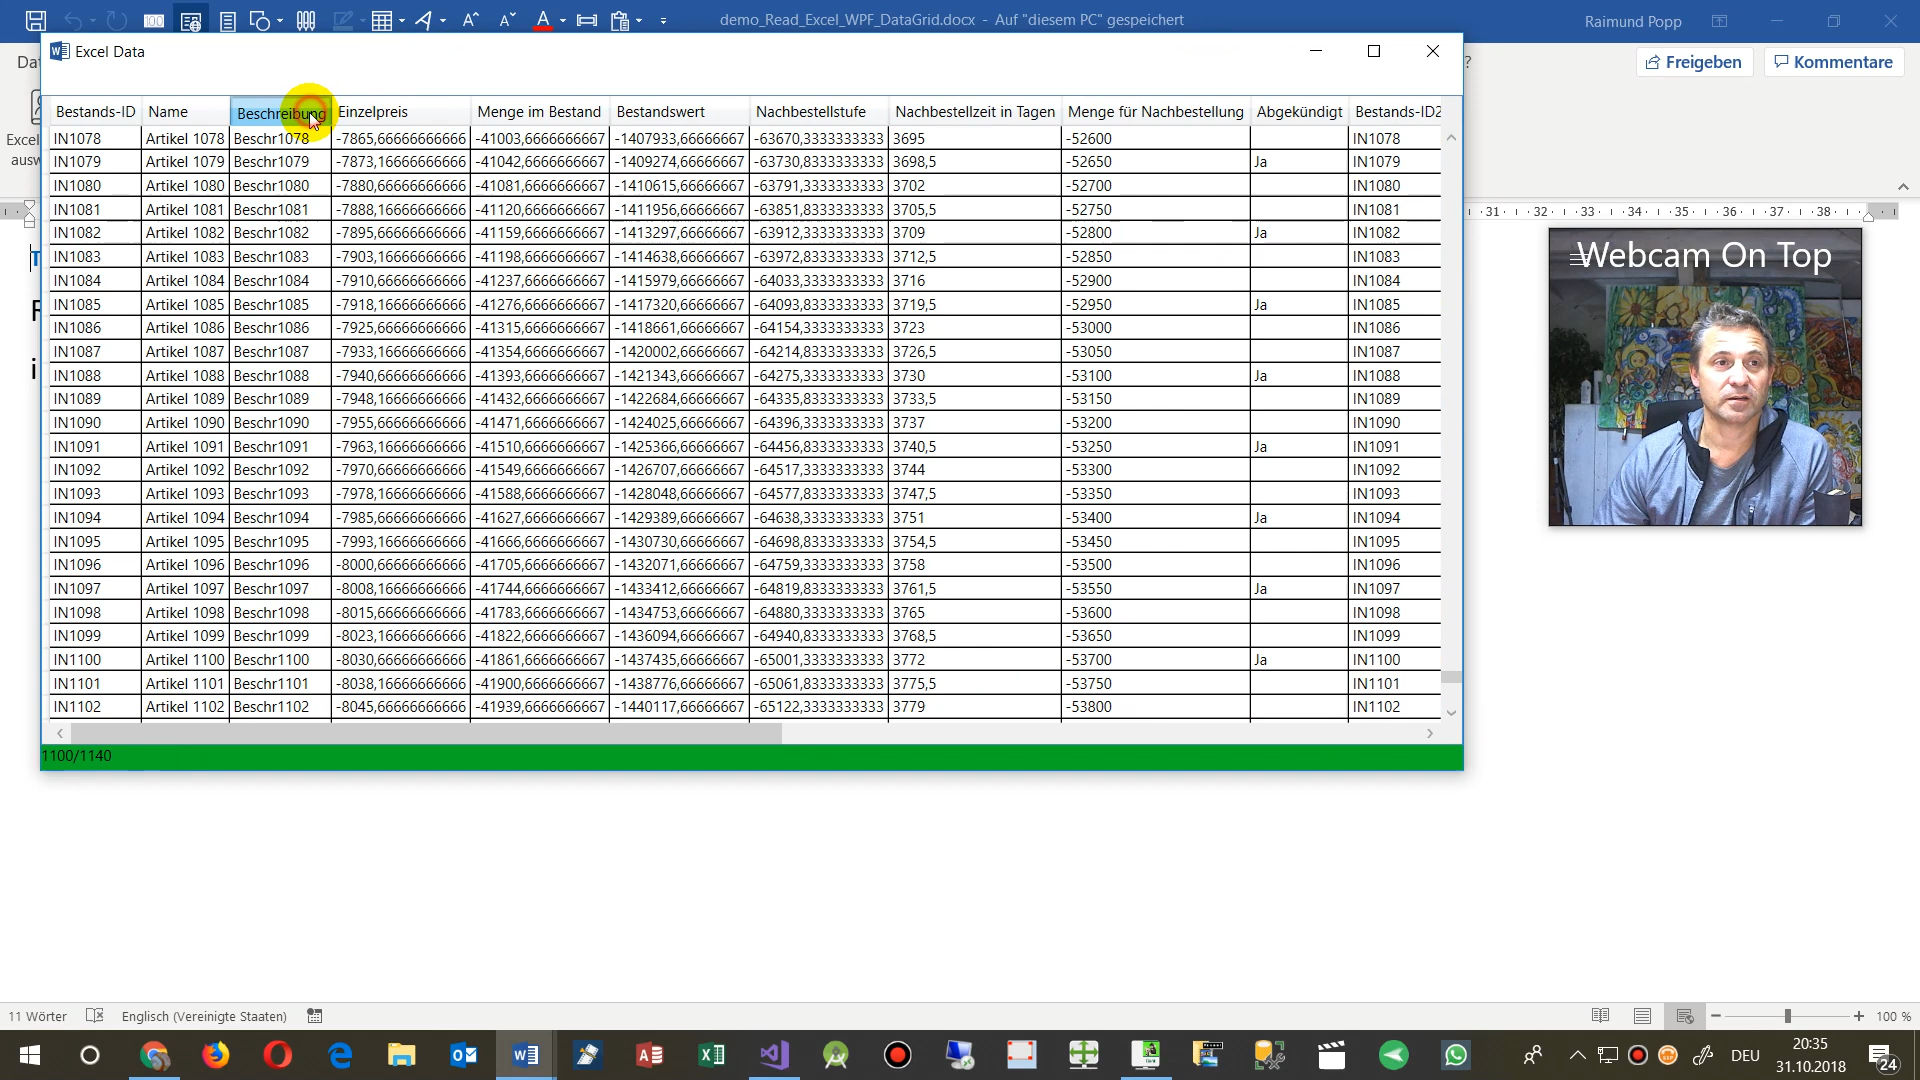 demo_Read_Excel_WPF_DataGrid.docx - Auf "diesem PC" gespeichert
Raimund Popp
Excel Data
Freigeben
Kommentare
Bestands-ID Name Beschreibung Einzelpreis Menge im Bestand Bestandswert Nachbestellstufe Nachbestellzeit in Tagen Menge für Nachbestellung Abgekündigt Bestands-ID2
IN1078 Artikel 1078 Beschr1078 -7865,66666666666 -41003,6666666667 -1407933,66666667 -63670,3333333333 3695 -52600 IN1078
IN1079 Artikel 1079 Beschr1079 -7873,16666666666 -41042,6666666667 -1409274,66666667 -63730,8333333333 3698,5 -52650 Ja IN1079
IN1080 Artikel 1080 Beschr1080 -7880,66666666666 -41081,6666666667 -1410615,66666667 -63791,3333333333 3702 -52700 IN1080
IN1081 Artikel 1081 Beschr1081 -7888,16666666666 -41120,6666666667 -1411956,66666667 -63851,8333333333 3705,5 -52750 IN1081
IN1082 Artikel 1082 Beschr1082 -7895,66666666666 -41159,6666666667 -1413297,66666667 -63912,3333333333 3709 -52800 Ja IN1082
IN1083 Artikel 1083 Beschr1083 -7903,16666666666 -41198,6666666667 -1414638,66666667 -63972,8333333333 3712,5 -52850 IN1083
IN1084 Artikel 1084 Beschr1084 -7910,66666666666 -41237,6666666667 -1415979,66666667 -64033,3333333333 3716 -52900 IN1084
IN1085 Artikel 1085 Beschr1085 -7918,16666666666 -41276,6666666667 -1417320,66666667 -64093,8333333333 3719,5 -52950 Ja IN1085
IN1086 Artikel 1086 Beschr1086 -7925,66666666666 -41315,6666666667 -1418661,66666667 -64154,3333333333 3723 -53000 IN1086
IN1087 Artikel 1087 Beschr1087 -7933,16666666666 -41354,6666666667 -1420002,66666667 -64214,8333333333 3726,5 -53050 IN1087
IN1088 Artikel 1088 Beschr1088 -7940,66666666666 -41393,6666666667 -1421343,66666667 -64275,3333333333 3730 -53100 Ja IN1088
IN1089 Artikel 1089 Beschr1089 -7948,16666666666 -41432,6666666667 -1422684,66666667 -64335,8333333333 3733,5 -53150 IN1089
IN1090 Artikel 1090 Beschr1090 -7955,66666666666 -41471,6666666667 -1424025,66666667 -64396,3333333333 3737 -53200 IN1090
IN1091 Artikel 1091 Beschr1091 -7963,16666666666 -41510,6666666667 -1425366,66666667 -64456,8333333333 3740,5 -53250 Ja IN1091
IN1092 Artikel 1092 Beschr1092 -7970,66666666666 -41549,6666666667 -1426707,66666667 -64517,3333333333 3744 -53300 IN1092
IN1093 Artikel 1093 Beschr1093 -7978,16666666666 -41588,6666666667 -1428048,66666667 -64577,8333333333 3747,5 -53350 IN1093
IN1094 Artikel 1094 Beschr1094 -7985,66666666666 -41627,6666666667 -1429389,66666667 -64638,3333333333 3751 -53400 Ja IN1094
IN1095 Artikel 1095 Beschr1095 -7993,16666666666 -41666,6666666667 -1430730,66666667 -64698,8333333333 3754,5 -53450 IN1095
IN1096 Artikel 1096 Beschr1096 -8000,66666666666 -41705,6666666667 -1432071,66666667 -64759,3333333333 3758 -53500 IN1096
IN1097 Artikel 1097 Beschr1097 -8008,16666666666 -41744,6666666667 -1433412,66666667 -64819,8333333333 3761,5 -53550 Ja IN1097
IN1098 Artikel 1098 Beschr1098 -8015,66666666666 -41783,6666666667 -1434753,66666667 -64880,3333333333 3765 -53600 IN1098
IN1099 Artikel 1099 Beschr1099 -8023,16666666666 -41822,6666666667 -1436094,66666667 -64940,8333333333 3768,5 -53650 IN1099
IN1100 Artikel 1100 Beschr1100 -8030,66666666666 -41861,6666666667 -1437435,66666667 -65001,3333333333 3772 -53700 Ja IN1100
IN1101 Artikel 1101 Beschr1101 -8038,16666666666 -41900,6666666667 -1438776,66666667 -65061,8333333333 3775,5 -53750 IN1101
IN1102 Artikel 1102 Beschr1102 -8045,66666666666 -41939,6666666667 -1440117,66666667 -65122,3333333333 3779 -53800 IN1102
1100/1140
Dat
Excel
ausw
?
31 32 33 34 35 36 37 38
Webcam On Top
11 Wörter Englisch (Vereinigte Staaten) 100 %
DEU
20:35
31.10.2018
24